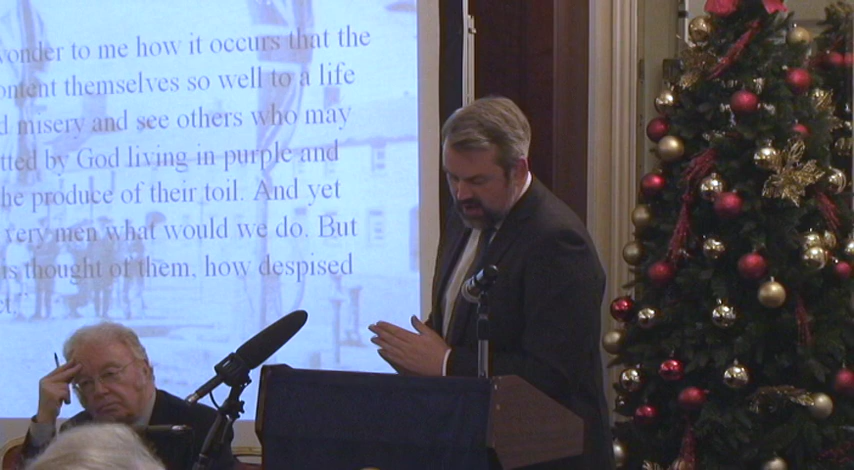 wonder to me how it occurs that the
ontent themselves so well to a life
d misery and see others who may
tted by God living in purple and
he produce of their toil. And yet
very men what would we do. But
is thought of them, how despised
ct."